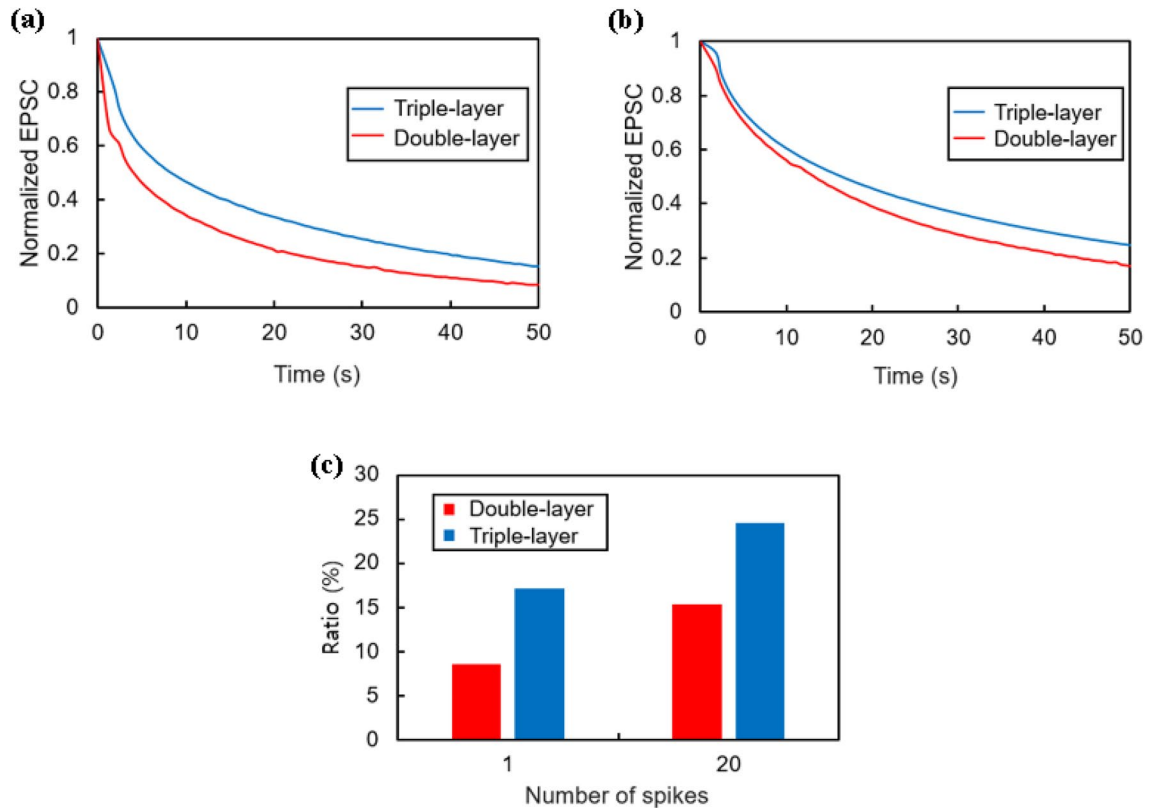 (a)
1
0.8
0.6
0.4
0.2
0
Normalized EPSC
Triple-layer
Double-layer
0 10 20 30 40 50
Time (s)
(b)
1
0.8
0.6
0.4
0.2
0
Normalized EPSC
Triple-layer
Double-layer
0 10 20 30 40 50
Time (s)
(c)
30
25
20
15
10
5
0
Ratio (%)
Double-layer
Triple-layer
1 20
Number of spikes